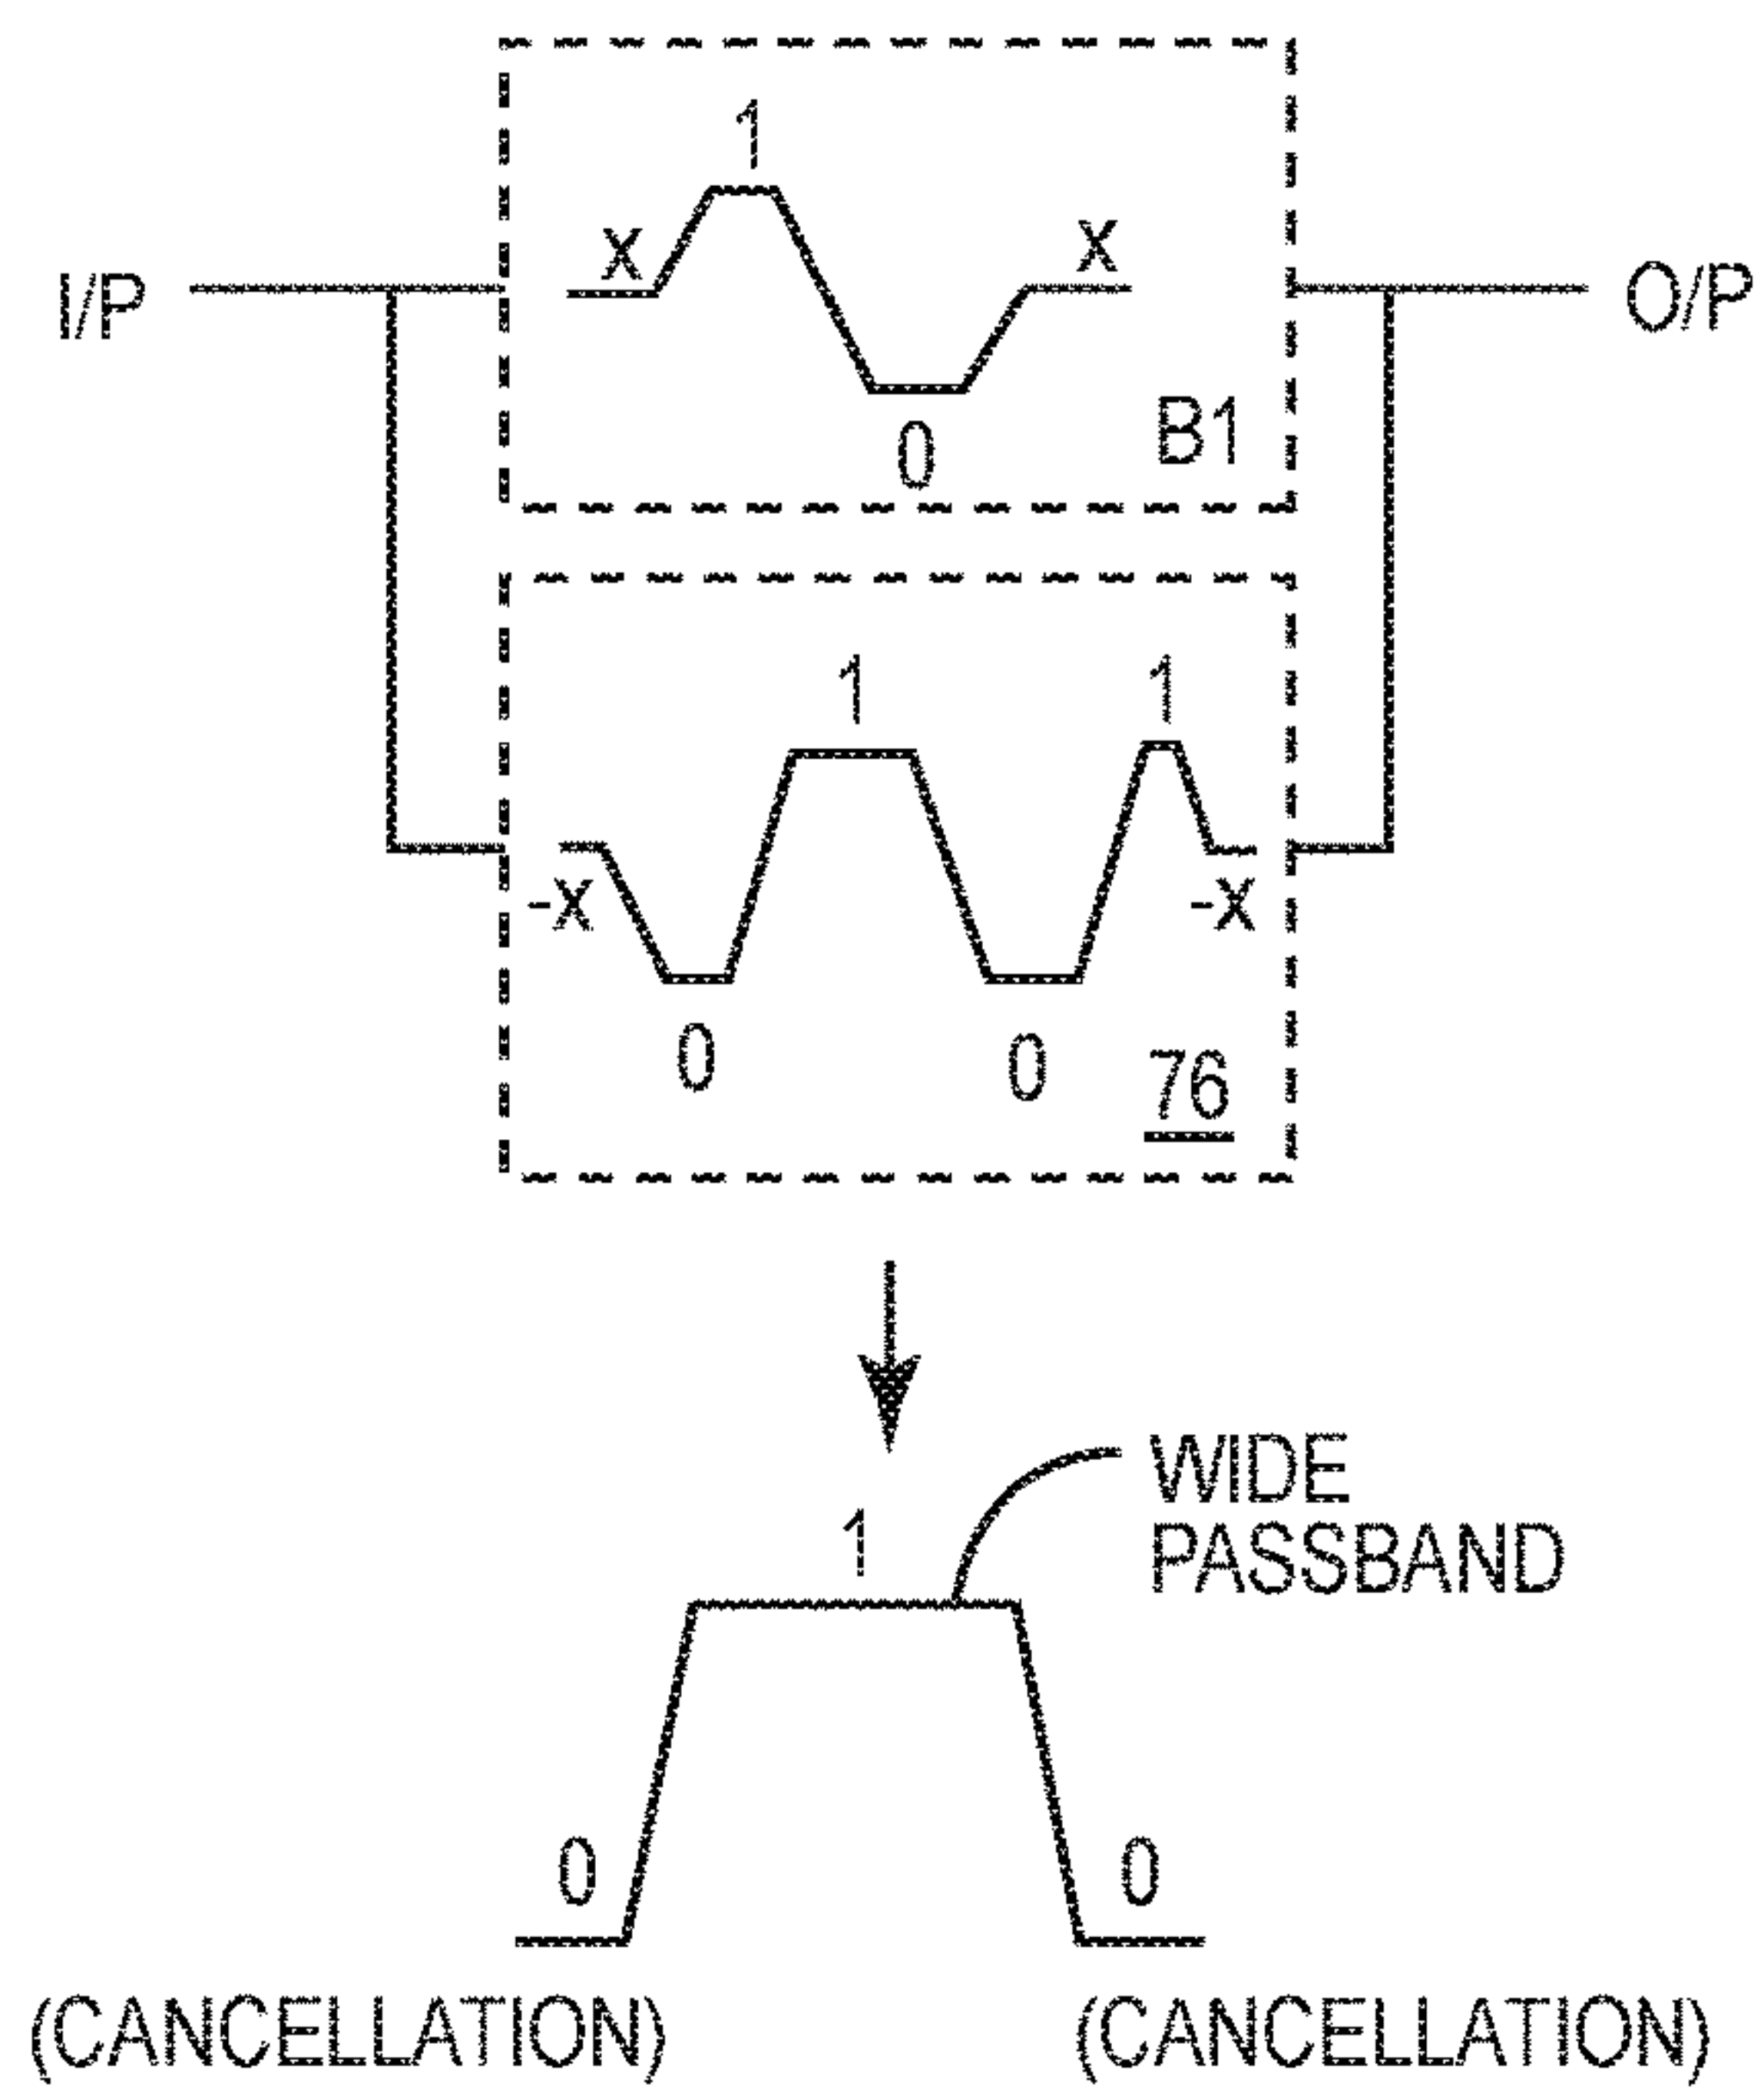 1
X
X
I/P
O/P
0
B1
1
1
-X
-X
0
0
76
WIDE
PASSBAND
1
0
0
(CANCELLATION)
(CANCELLATION)